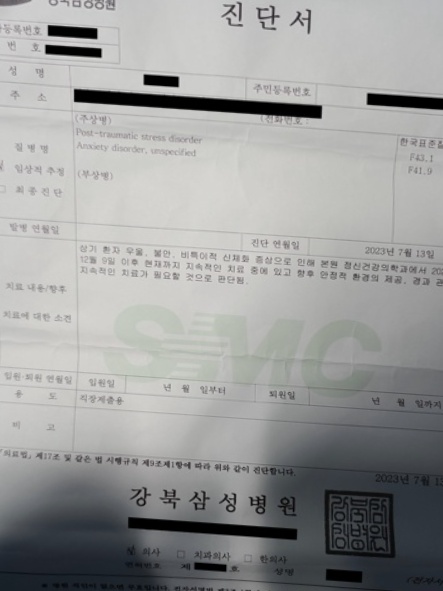 강북삼성병원
진단서
등록번호
번 호
성 명
주민등록번호
주 소
(전화번호 :
(주상병)
한국표준질
Post-traumatic stress disorder
F43.1
Anxiety disorder, unspecified
F41.9
질 병 명
임상적 추정
(부상병)
□ 최 종 진 단
발병 연월일
진단 연월일
2023년 7월 13일
상기 환자 우울, 불안, 비특이적 신체화 증상으로 인해 본원 정신건강의학과에서 202
12월 9일 이후 현재까지 지속적인 치료 중에 있고 향후 안정적 환경의 제공, 경과 관
지속적인 치료가 필요할 것으로 판단됨.
치료 내용/향후
치료에 대한 소견
SMC
입원·퇴원 연월일
입원일
년 월 일부터
퇴원일
년 월 일까지
용 도
직장제출용
비 고
「의료법」 제17조 및 같은 법 시행규칙 제9조제1항에 따라 위와 같이 진단합니다.
2023년 7월 13
강북삼성병원
의사 □ 치과의사 □ 한의사
면허번호 제 호 성명